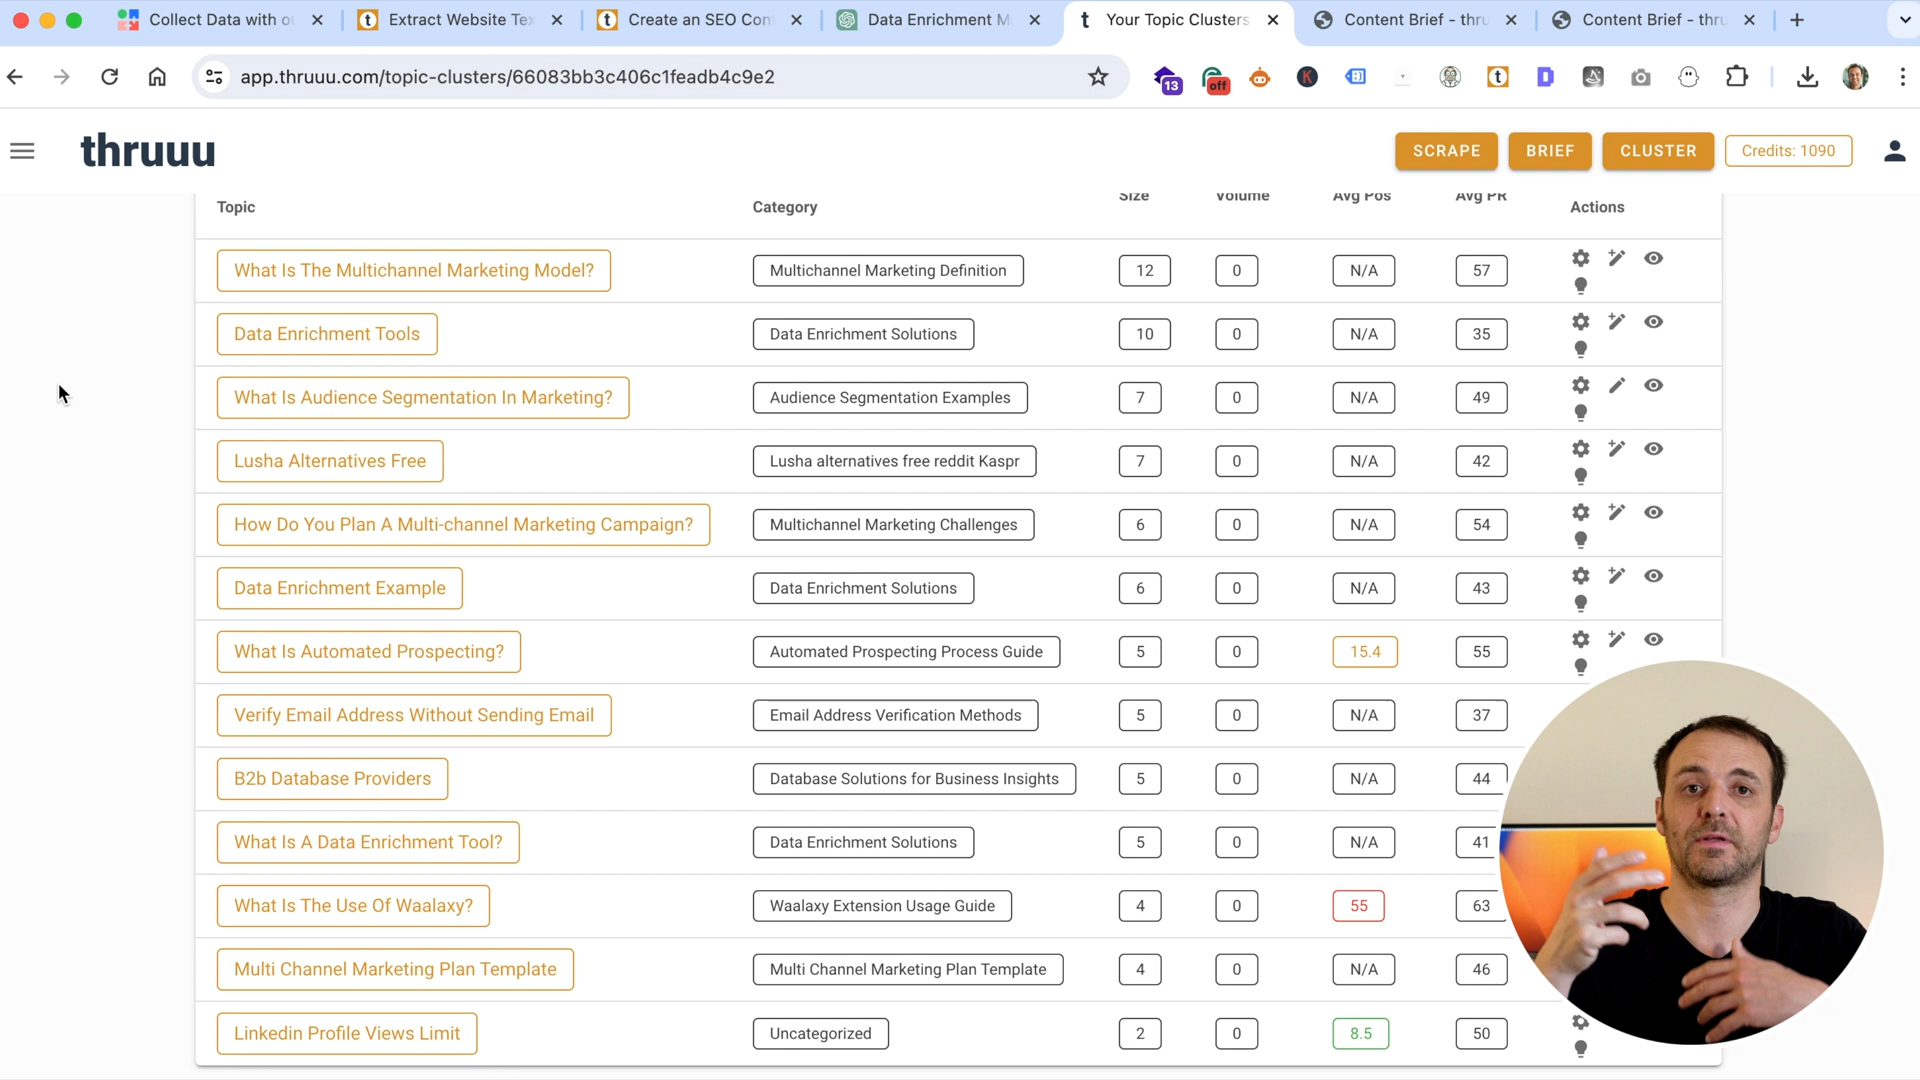 Collect Data with o
Extract Website Te
Create an SEO Con
Data Enrichment M
t Your Topic Clusters
Content Brief - thru
Content Brief - thru
app.thruuu.com/topic-clusters/66083bb3c406c1feadb4c9e2
13
off
K
t
D
thruuu
SCRAPE
BRIEF
CLUSTER
Credits: 1090
Topic Category Size Volume Avg Pos Avg PR Actions
What Is The Multichannel Marketing Model? Multichannel Marketing Definition 12 0 N/A 57
Data Enrichment Tools Data Enrichment Solutions 10 0 N/A 35
What Is Audience Segmentation In Marketing? Audience Segmentation Examples 7 0 N/A 49
Lusha Alternatives Free Lusha alternatives free reddit Kaspr 7 0 N/A 42
How Do You Plan A Multi-channel Marketing Campaign? Multichannel Marketing Challenges 6 0 N/A 54
Data Enrichment Example Data Enrichment Solutions 6 0 N/A 43
What Is Automated Prospecting? Automated Prospecting Process Guide 5 0 15.4 55
Verify Email Address Without Sending Email Email Address Verification Methods 5 0 N/A 37
B2b Database Providers Database Solutions for Business Insights 5 0 N/A 44
What Is A Data Enrichment Tool? Data Enrichment Solutions 5 0 N/A 41
What Is The Use Of Waalaxy? Waalaxy Extension Usage Guide 4 0 55 63
Multi Channel Marketing Plan Template Multi Channel Marketing Plan Template 4 0 N/A 46
Linkedin Profile Views Limit Uncategorized 2 0 8.5 50